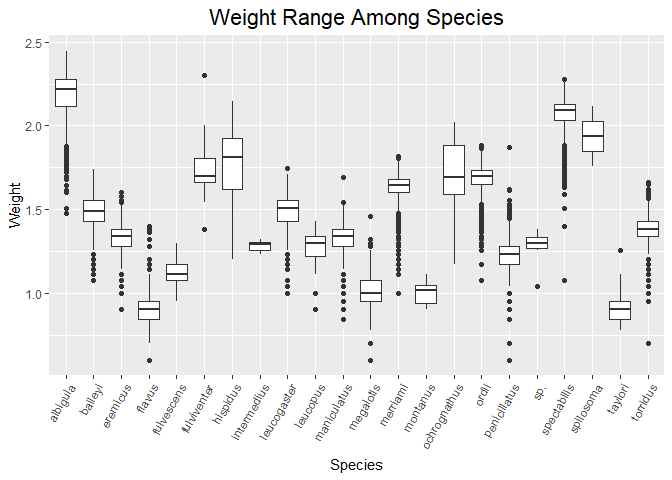 Weight Range Among Species
2.5
2.0
1.5
1.0
Weight
albigula
baileyi
eremicus
flavus
fulvescens
fulviventer
hispidus
intermedius
leucogaster
leucopus
maniculatus
megalotis
merriami
montanus
ochrognathus
ordii
penicillatus
sp.
spectabilis
spilosoma
taylori
torridus
Species